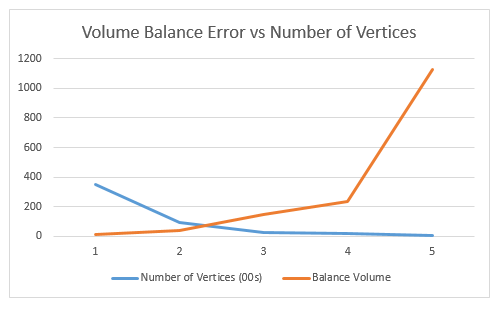 Volume Balance Error vs Number of Vertices
1200
1000
800
600
400
200
0
1 2 3 4 5
Number of Vertices (00s) Balance Volume